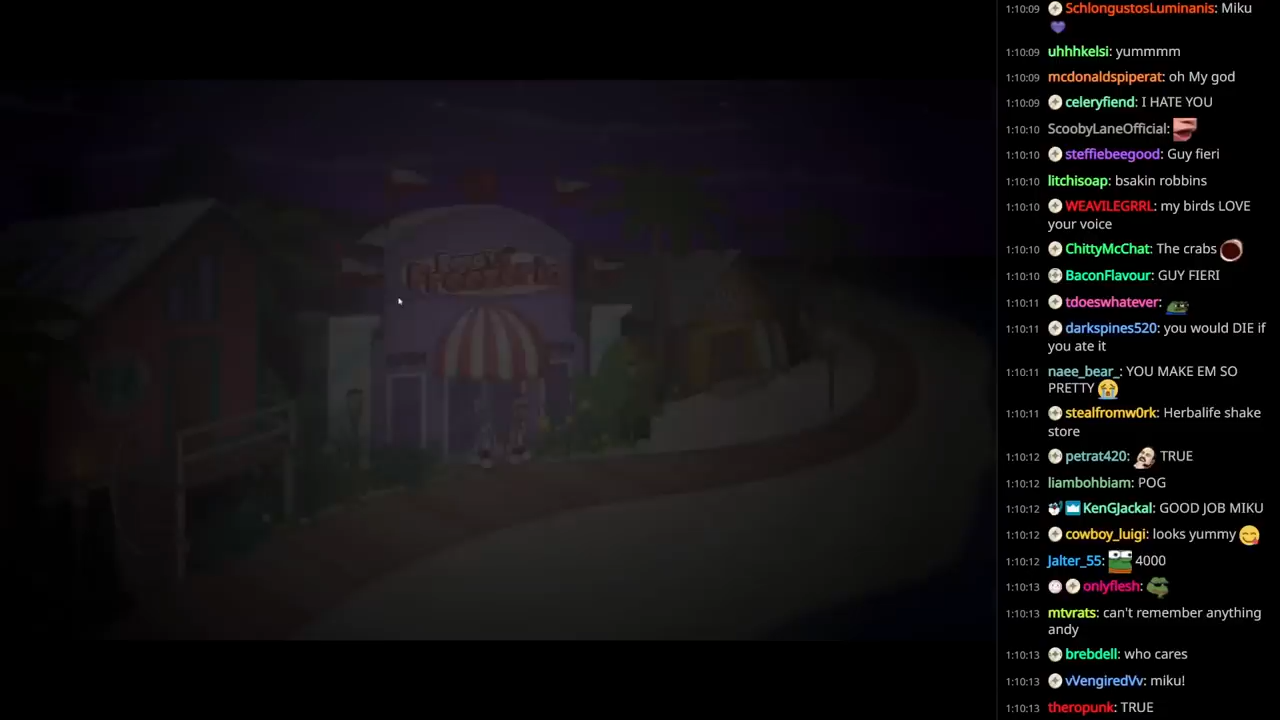 1:10:09 SchlongustosLuminanis: Miku
1:10:09 uhhhkelsi: yummmm
1:10:09 mcdonaldspiperat: oh My god
1:10:09 celeryfiend: I HATE YOU
1:10:10 ScoobyLaneOfficial:
1:10:10 steffiebeegood: Guy fieri
1:10:10 litchisoap: bsakin robbins
1:10:10 WEAVILEGRRL: my birds LOVE
your voice
1:10:10 ChittyMcChat: The crabs
1:10:10 BaconFlavour: GUY FIERI
1:10:11 tdoeswhatever:
1:10:11 darkspines520: you would DIE if
you ate it
1:10:11 naee_bear_: YOU MAKE EM SO
PRETTY
1:10:11 stealfromw0rk: Herbalife shake
store
1:10:12 petrat420: TRUE
1:10:12 liambohbiam: POG
1:10:12 KenGJackal: GOOD JOB MIKU
1:10:12 cowboy_luigi: looks yummy
1:10:12 Jalter_55: 4000
1:10:13 onlyflesh:
1:10:13 mtvrats: can't remember anything
andy
1:10:13 brebdell: who cares
1:10:13 vVengiredVv: miku!
1:10:13 theropunk: TRUE